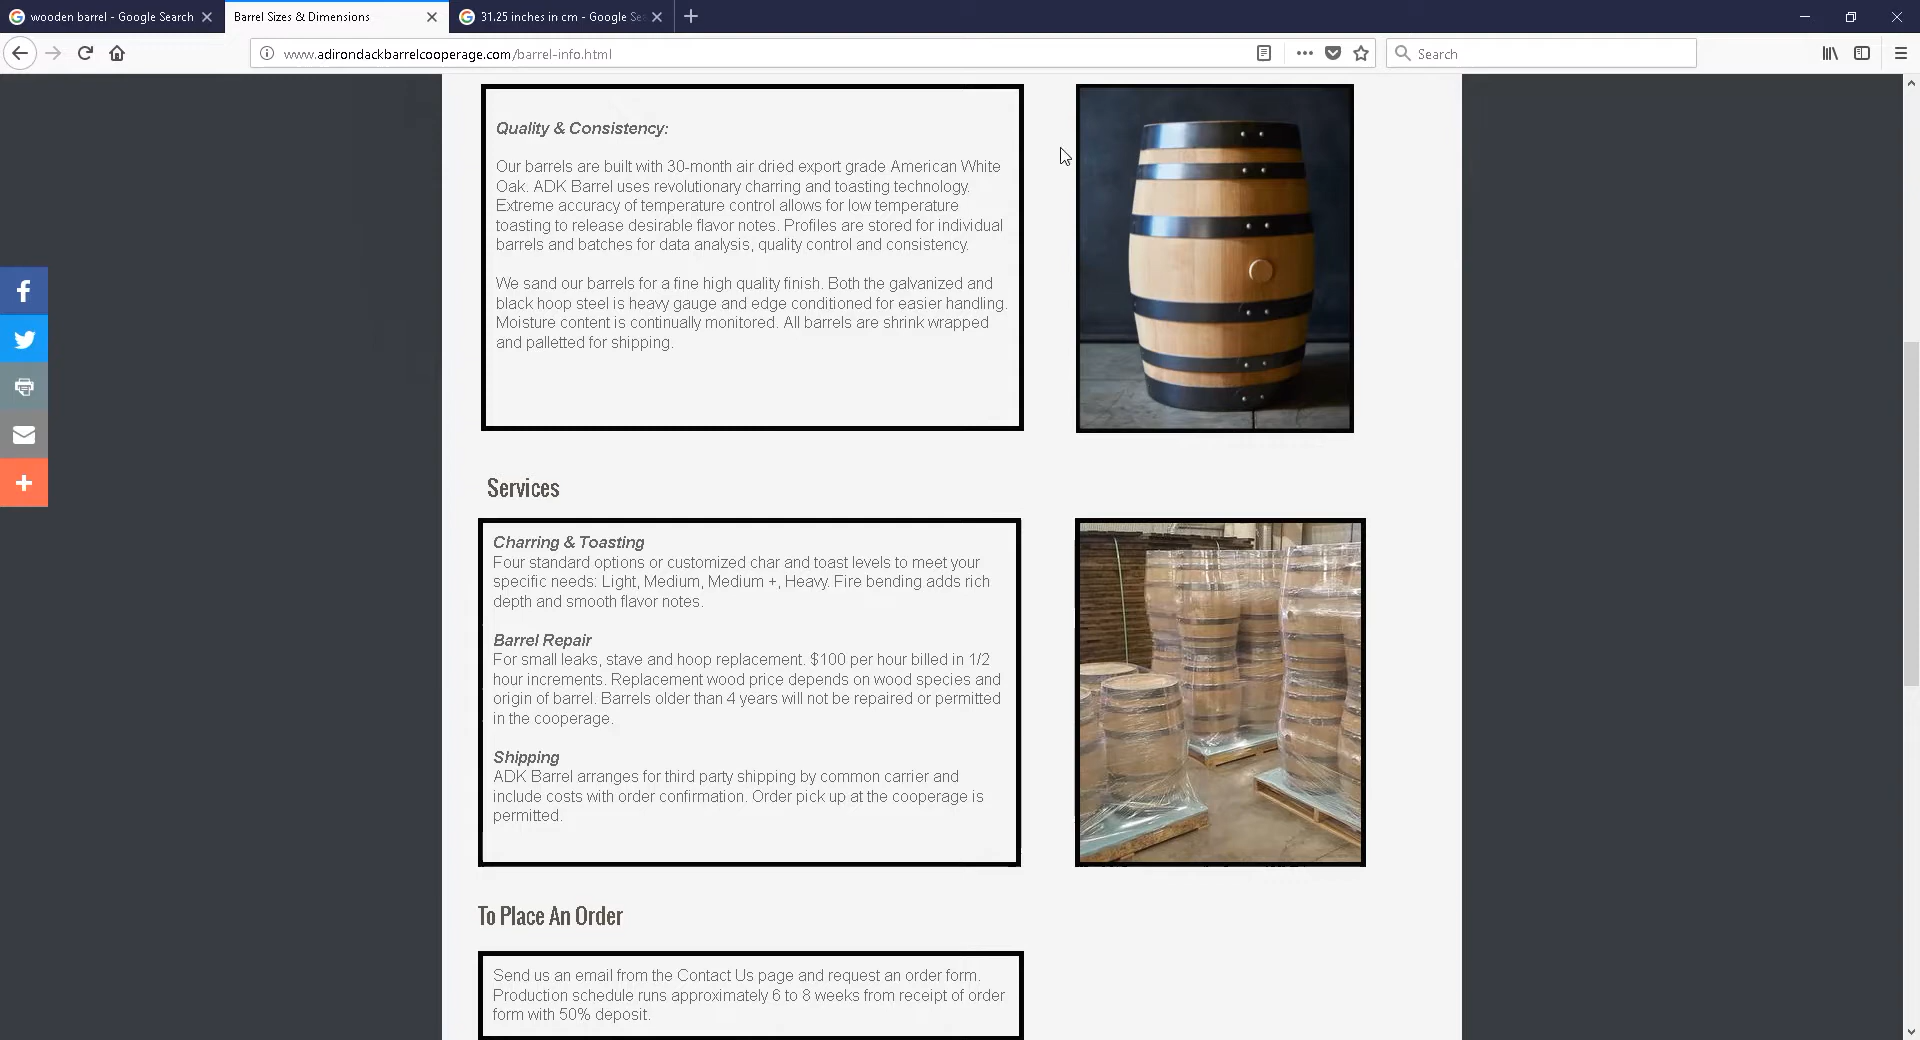 wooden barrel - Google Search
Barrel Sizes & Dimensions
31.25 inches in cm - Google Se
www.adirondackbarrelcooperage.com/barrel-info.html
Search
Quality & Consistency:
Our barrels are built with 30-month air dried export grade American White
Oak. ADK Barrel uses revolutionary charring and toasting technology.
Extreme accuracy of temperature control allows for low temperature
toasting to release desirable flavor notes. Profiles are stored for individual
barrels and batches for data analysis, quality control and consistency.
We sand our barrels for a fine high quality finish. Both the galvanized and
black hoop steel is heavy gauge and edge conditioned for easier handling.
Moisture content is continually monitored. All barrels are shrink wrapped
and palletted for shipping.
Services
Charring & Toasting
Four standard options or customized char and toast levels to meet your
specific needs: Light, Medium, Medium +, Heavy. Fire bending adds rich
depth and smooth flavor notes.
Barrel Repair
For small leaks, stave and hoop replacement. $100 per hour billed in 1/2
hour increments. Replacement wood price depends on wood species and
origin of barrel. Barrels older than 4 years will not be repaired or permitted
in the cooperage.
Shipping
ADK Barrel arranges for third party shipping by common carrier and
include costs with order confirmation. Order pick up at the cooperage is
permitted.
To Place An Order
Send us an email from the Contact Us page and request an order form.
Production schedule runs approximately 6 to 8 weeks from receipt of order
form with 50% deposit.